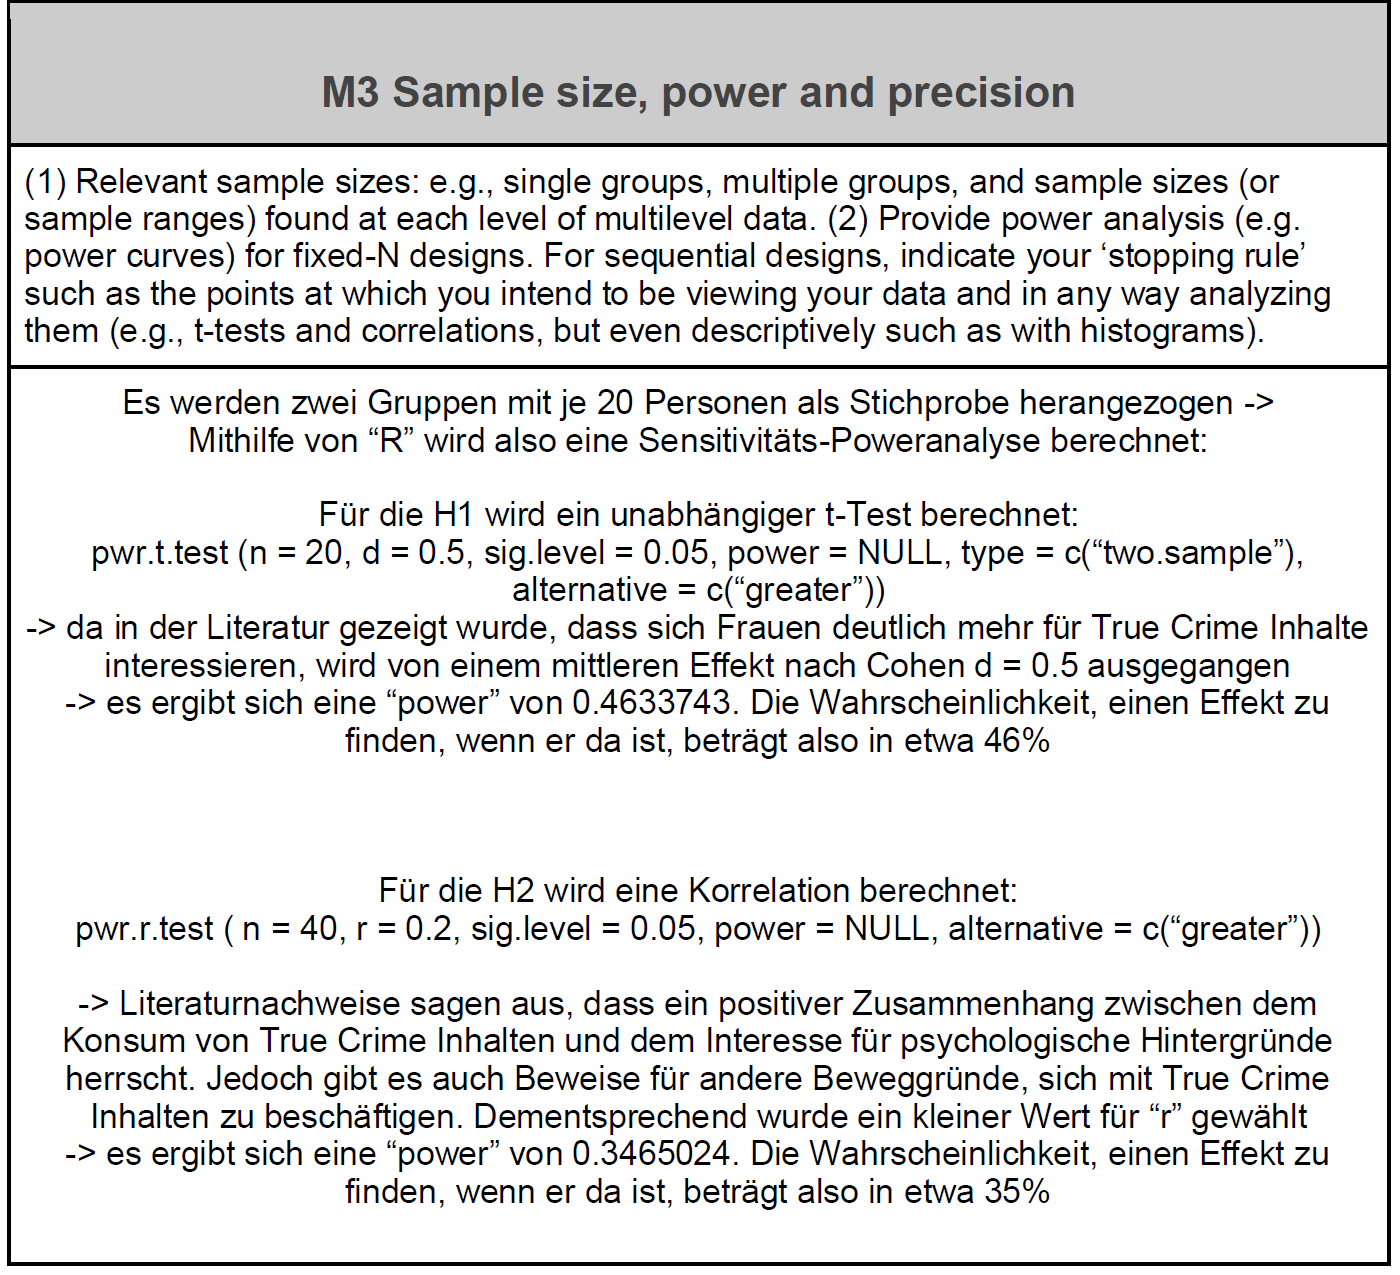 M3 Sample size, power and precision
(1) Relevant sample sizes: e.g., single groups, multiple groups, and sample sizes (or
sample ranges) found at each level of multilevel data. (2) Provide power analysis (e.g.
power curves) for fixed-N designs. For sequential designs, indicate your ‘stopping rule’
such as the points at which you intend to be viewing your data and in any way analyzing
them (e.g., t-tests and correlations, but even descriptively such as with histograms).
Es werden zwei Gruppen mit je 20 Personen als Stichprobe herangezogen ->
Mithilfe von “R” wird also eine Sensitivitäts-Poweranalyse berechnet:
Für die H1 wird ein unabhängiger t-Test berechnet:
pwr.t.test (n = 20, d = 0.5, sig.level = 0.05, power = NULL, type = c(“two.sample”),
alternative = c(“greater”))
-> da in der Literatur gezeigt wurde, dass sich Frauen deutlich mehr für True Crime Inhalte
interessieren, wird von einem mittleren Effekt nach Cohen d = 0.5 ausgegangen
-> es ergibt sich eine “power” von 0.4633743. Die Wahrscheinlichkeit, einen Effekt zu
finden, wenn er da ist, beträgt also in etwa 46%
Für die H2 wird eine Korrelation berechnet:
pwr.r.test ( n = 40, r = 0.2, sig.level = 0.05, power = NULL, alternative = c(“greater”))
-> Literaturnachweise sagen aus, dass ein positiver Zusammenhang zwischen dem
Konsum von True Crime Inhalten und dem Interesse für psychologische Hintergründe
herrscht. Jedoch gibt es auch Beweise für andere Beweggründe, sich mit True Crime
Inhalten zu beschäftigen. Dementsprechend wurde ein kleiner Wert für “r” gewählt
-> es ergibt sich eine “power” von 0.3465024. Die Wahrscheinlichkeit, einen Effekt zu
finden, wenn er da ist, beträgt also in etwa 35%